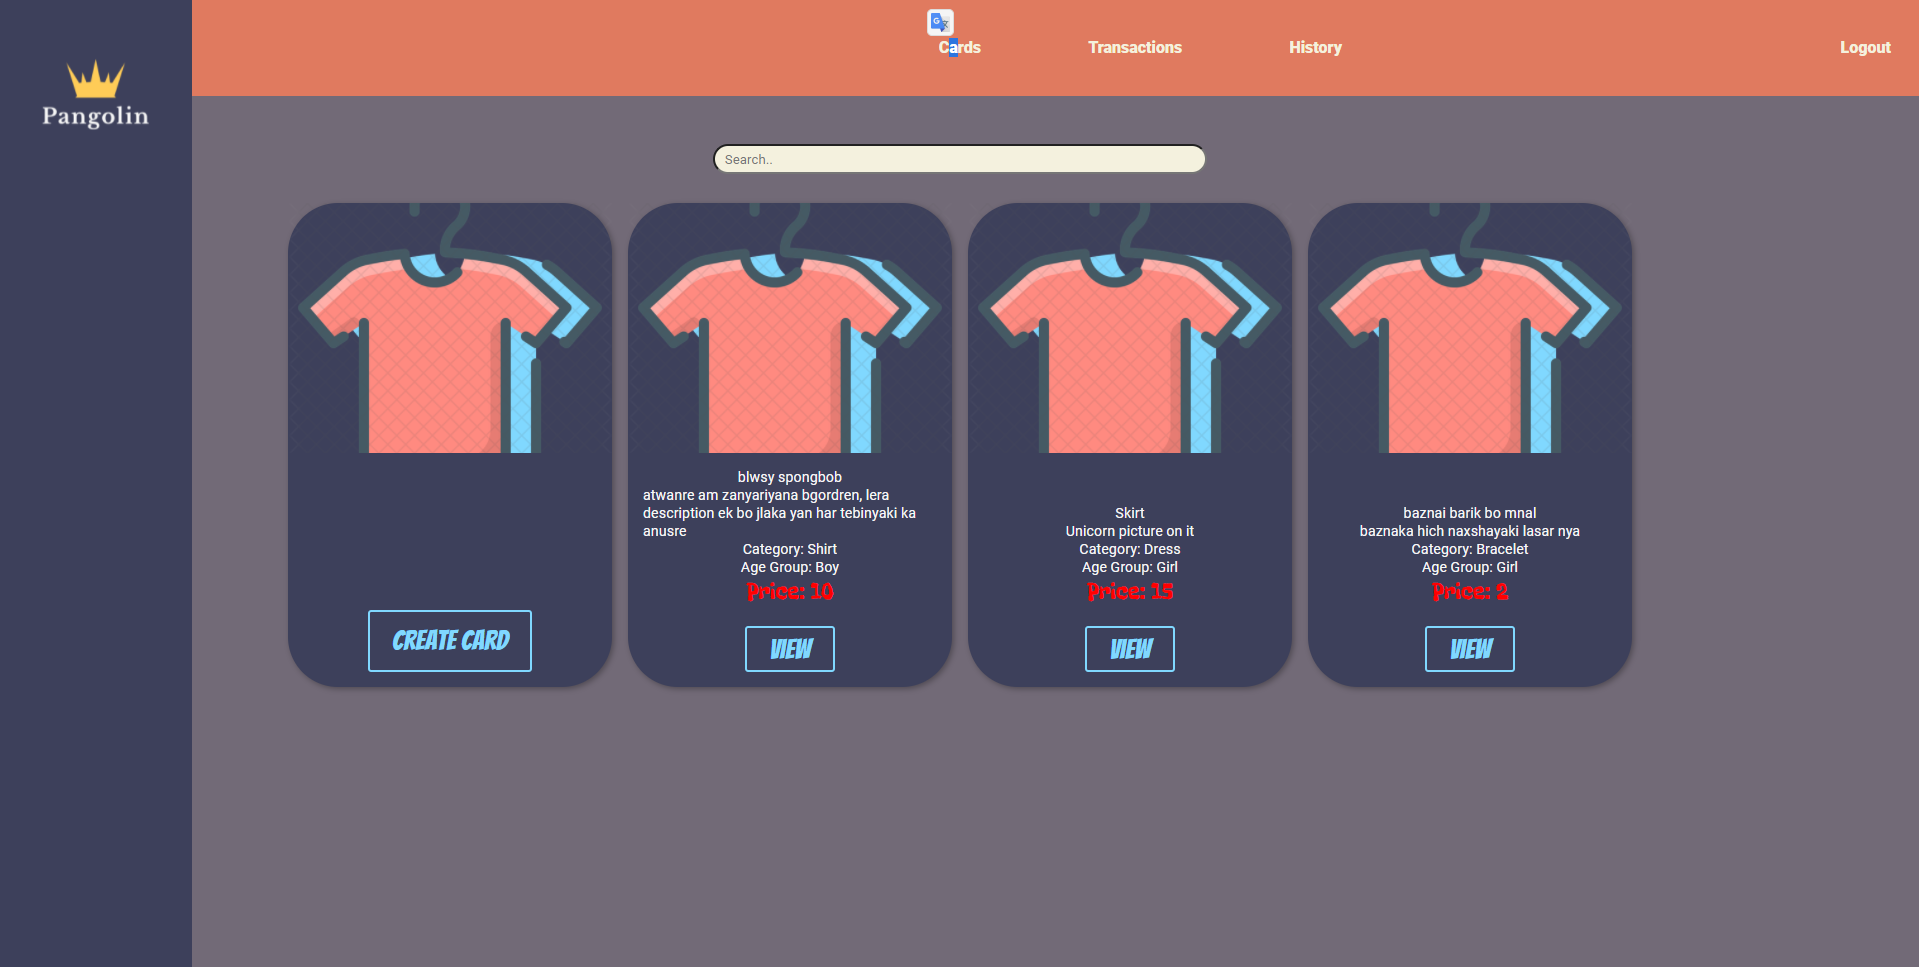 Pangolin
Cards
Transactions
History
Logout
Search..
CREATE CARD
blwsy spongbob
atwanre am zanyariyana bgordren, lera
description ek bo jlaka yan har tebinyaki ka
anusre
Category: Shirt
Age Group: Boy
Price: 10
VIEW
Skirt
Unicorn picture on it
Category: Dress
Age Group: Girl
Price: 15
VIEW
baznai barik bo mnal
baznaka hich naxshayaki lasar nya
Category: Bracelet
Age Group: Girl
Price: 2
VIEW